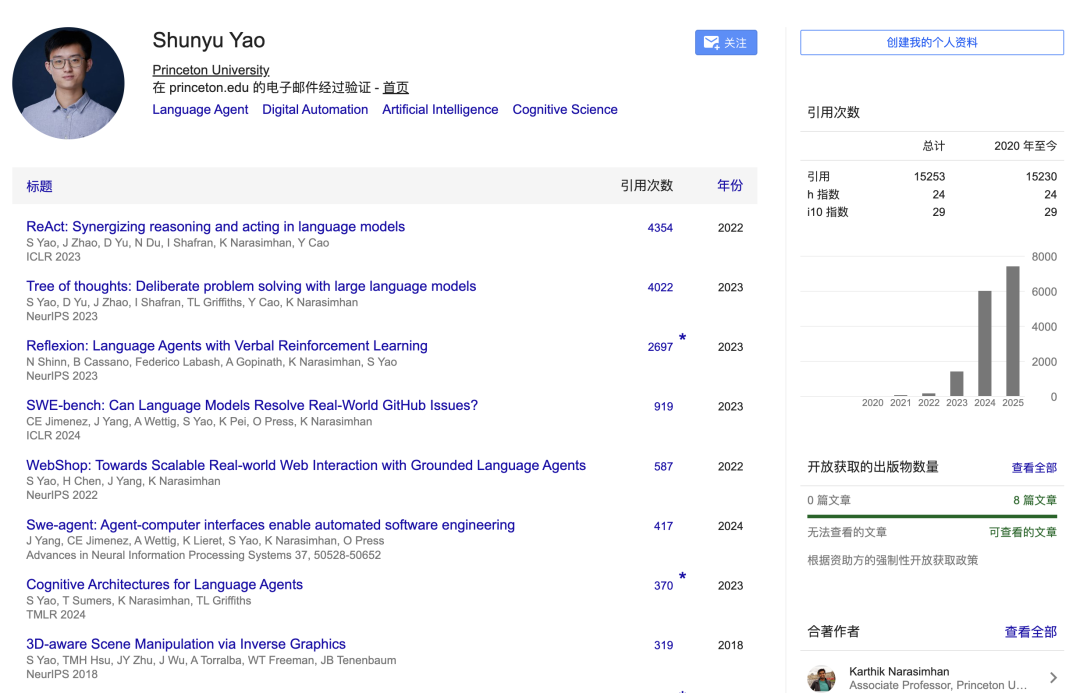 Shunyu Yao
关注
Princeton University
在 princeton.edu 的电子邮件经过验证 - 首页
Language Agent Digital Automation Artificial Intelligence Cognitive Science
标题 引用次数 年份
ReAct: Synergizing reasoning and acting in language models 4354 2022
S Yao, J Zhao, D Yu, N Du, I Shafran, K Narasimhan, Y Cao
ICLR 2023
Tree of thoughts: Deliberate problem solving with large language models 4022 2023
S Yao, D Yu, J Zhao, I Shafran, TL Griffiths, Y Cao, K Narasimhan
NeurIPS 2023
Reflexion: Language Agents with Verbal Reinforcement Learning 2697 * 2023
N Shinn, B Cassano, Federico Labash, A Gopinath, K Narasimhan, S Yao
NeurIPS 2023
SWE-bench: Can Language Models Resolve Real-World GitHub Issues? 919 2023
CE Jimenez, J Yang, A Wettig, S Yao, K Pei, O Press, K Narasimhan
ICLR 2024
WebShop: Towards Scalable Real-world Web Interaction with Grounded Language Agents 587 2022
S Yao, H Chen, J Yang, K Narasimhan
NeurIPS 2022
Swe-agent: Agent-computer interfaces enable automated software engineering 417 2024
J Yang, CE Jimenez, A Wettig, K Lieret, S Yao, K Narasimhan, O Press
Advances in Neural Information Processing Systems 37, 50528-50652
Cognitive Architectures for Language Agents 370 * 2023
S Yao, T Sumers, K Narasimhan, TL Griffiths
TMLR 2024
3D-aware Scene Manipulation via Inverse Graphics 319 2018
S Yao, TMH Hsu, JY Zhu, J Wu, A Torralba, WT Freeman, JB Tenenbaum
NeurIPS 2018
创建我的个人资料
引用次数
总计 2020 年至今
引用 15253 15230
h 指数 24 24
i10 指数 29 29
8000
6000
4000
2000
0
2020 2021 2022 2023 2024 2025
开放获取的出版物数量 查看全部
0 篇文章 8 篇文章
无法查看的文章 可查看的文章
根据资助方的强制性开放获取政策
合著作者 查看全部
Karthik Narasimhan
Associate Professor, Princeton U...